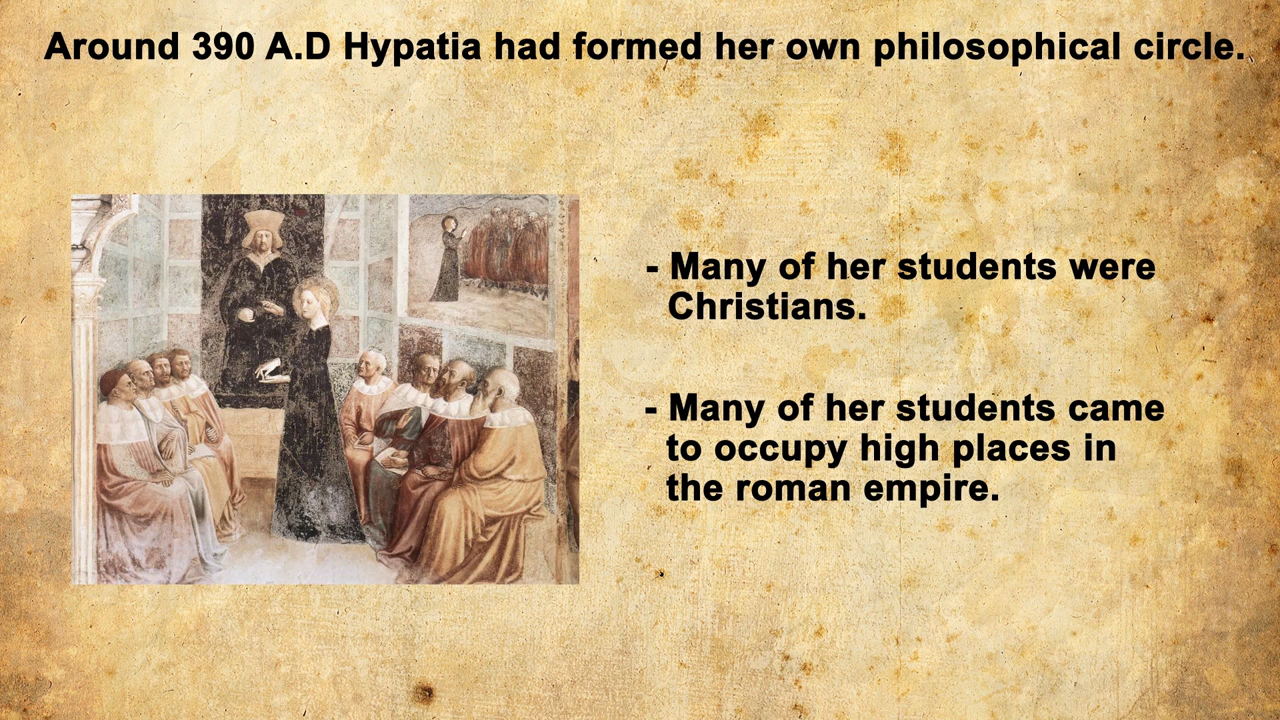 Around 390 A.D Hypatia had formed her own philosophical circle.
- Many of her students were
Christians.
- Many of her students came
to occupy high places in
the roman empire.